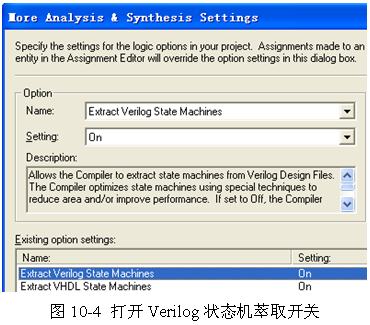 More Analysis & Synthesis Settings
Specify the settings for the logic options in your project. Assignments made to an
entity in the Assignment Editor will override the option settings in this dialog box.
Option
Name:
Extract Verilog State Machines
Setting:
On
Description:
Allows the Compiler to extract state machines from Verilog Design Files.
The Compiler optimizes state machines using special techniques to
reduce area and/or improve performance. If set to Off, the Compiler
Existing option settings:
Name: Setting:
Extract Verilog State Machines On
Extract VHDL State Machines On
图 10-4 打开 Verilog 状态机萃取开关